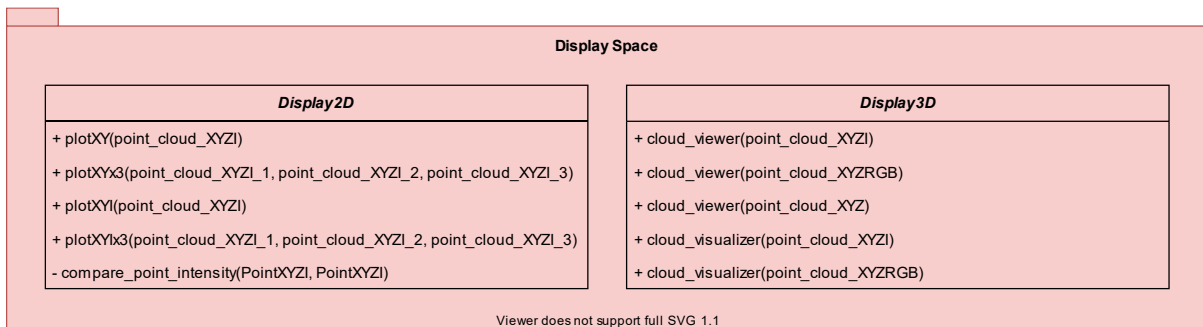 Display Space
Display2D
+ plotXY(point_cloud_XYZI)
+ plotXYx3(point_cloud_XYZI_1, point_cloud_XYZI_2, point_cloud_XYZI_3)
+ plotXYI(point_cloud_XYZI)
+ plotXYIx3(point_cloud_XYZI_1, point_cloud_XYZI_2, point_cloud_XYZI_3)
- compare_point_intensity(PointXYZI, PointXYZI)
Display3D
+ cloud_viewer(point_cloud_XYZI)
+ cloud_viewer(point_cloud_XYZRGB)
+ cloud_viewer(point_cloud_XYZ)
+ cloud_visualizer(point_cloud_XYZI)
+ cloud_visualizer(point_cloud_XYZRGB)
Viewer does not support full SVG 1.1